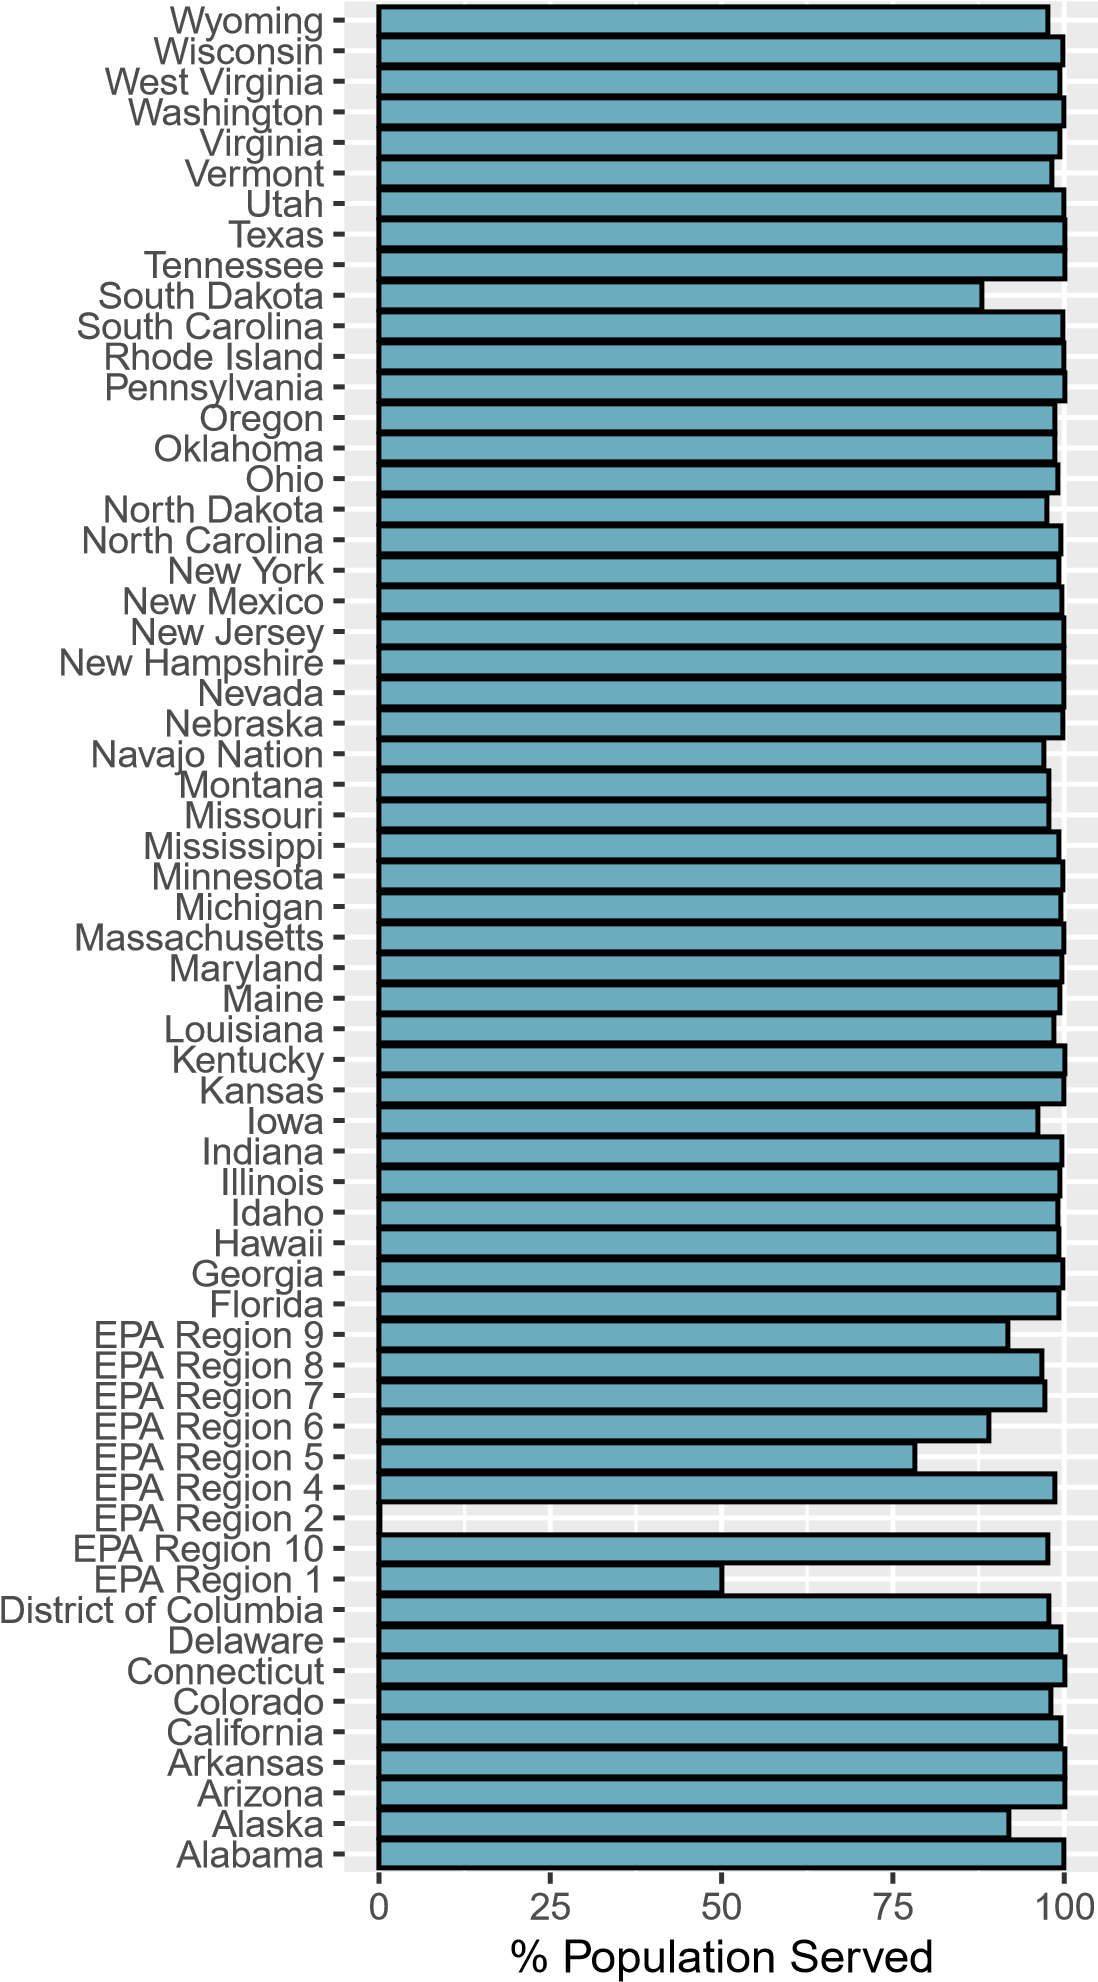 Wyoming
Wisconsin
West Virginia
Washington
Virginia
Vermont
Utah
Texas
Tennessee
South Dakota
South Carolina
Rhode Island
Pennsylvania
Oregon
Oklahoma
Ohio
North Dakota
North Carolina
New York
New Mexico
New Jersey
New Hampshire
Nevada
Nebraska
Navajo Nation
Montana
Missouri
Mississippi
Minnesota
Michigan
Massachusetts
Maryland
Maine
Louisiana
Kentucky
Kansas
Iowa
Indiana
Illinois
Idaho
Hawaii
Georgia
Florida
EPA Region 9
EPA Region 8
EPA Region 7
EPA Region 6
EPA Region 5
EPA Region 4
EPA Region 2
EPA Region 10
EPA Region 1
District of Columbia
Delaware
Connecticut
Colorado
California
Arkansas
Arizona
Alaska
Alabama
0 25 50 75 100
% Population Served